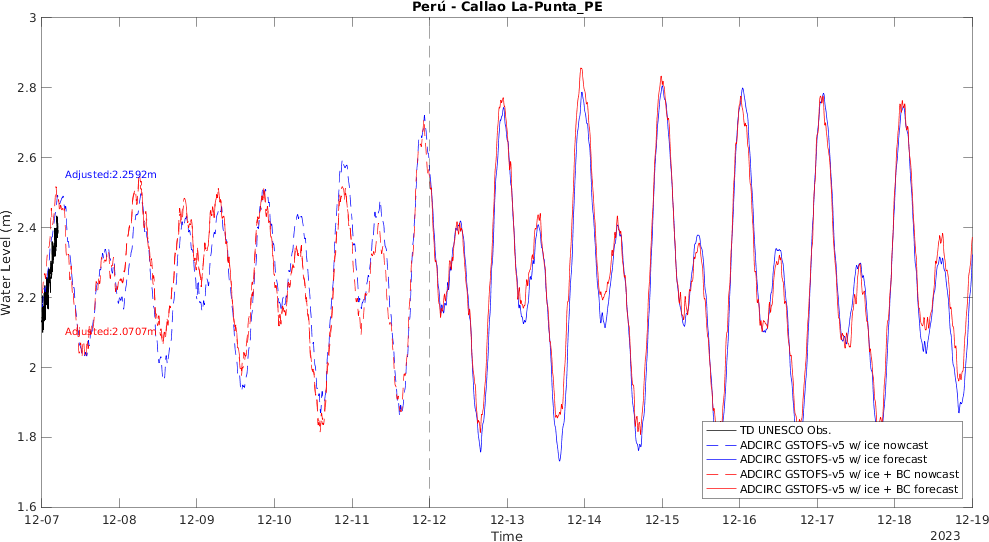 Perú - Callao La-Punta_PE
3
2.8
2.6
2.4
2.2
2
1.8
1.6
Water Level (m)
Adjusted:2.2592m
Adjusted:2.0707m
TD UNESCO Obs.
ADCIRC GSTOFS-v5 w/ ice nowcast
ADCIRC GSTOFS-v5 w/ ice forecast
ADCIRC GSTOFS-v5 w/ ice + BC nowcast
ADCIRC GSTOFS-v5 w/ ice + BC forecast
12-07 12-08 12-09 12-10 12-11 12-12 12-13 12-14 12-15 12-16 12-17 12-18 12-19
Time
2023